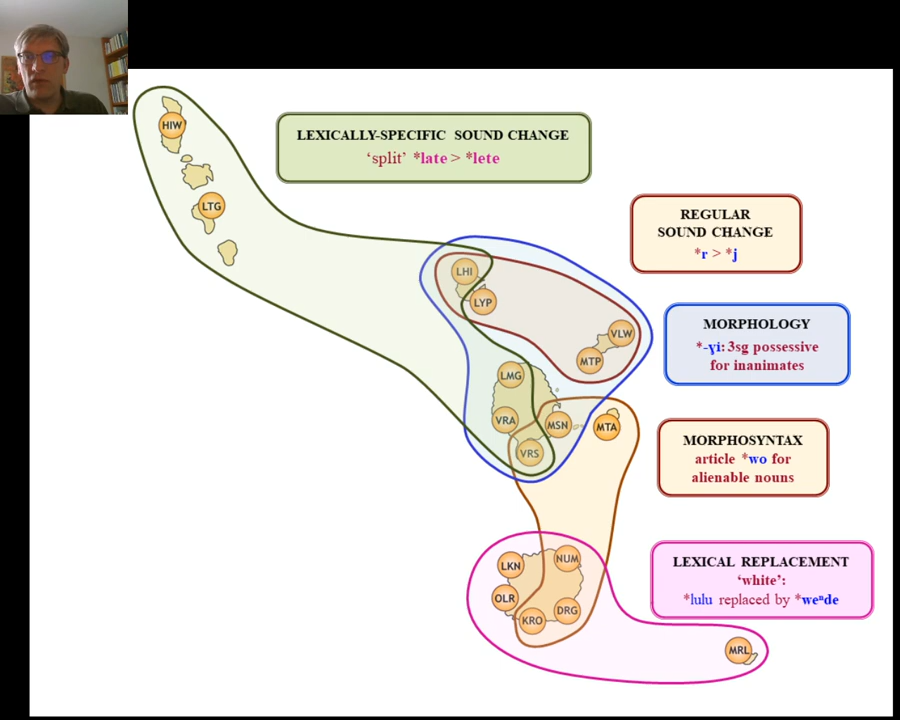 HIW
LEXICALLY-SPECIFIC SOUND CHANGE
‘split’ *late > *lete
LTG
REGULAR
SOUND CHANGE
*r > *j
LHI
LYP
VLW
MTP
MORPHOLOGY
*-ɣi: 3sg possessive
for inanimates
LMG
VRA
MSN
MTA
VRS
MORPHOSYNTAX
article *wo for
alienable nouns
LKN
NUM
OLR
DRG
KRO
LEXICAL REPLACEMENT
‘white’:
*lulu replaced by *weⁿde
MRL